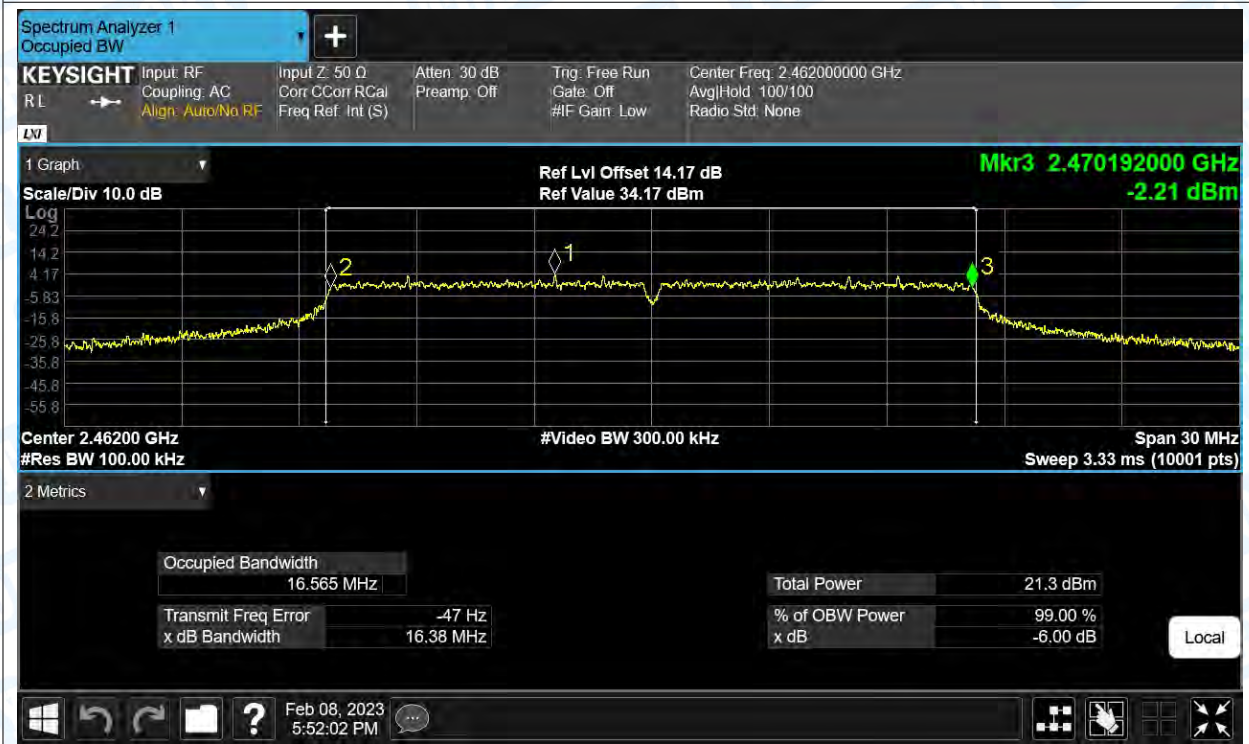 Spectrum Analyzer 1
Occupied BW
+
KEYSIGHT
RL
LXI
Input: RF
Coupling: AC
Align: Auto/No RF
Input Z: 50 Ω
Corr CCorr RCal
Freq Ref: Int (S)
Atten: 30 dB
Preamp: Off
Trig: Free Run
Gate: Off
#IF Gain: Low
Center Freq: 2.462000000 GHz
Avg|Hold: 100/100
Radio Std: None
1 Graph
Scale/Div 10.0 dB
Ref Lvl Offset 14.17 dB
Ref Value 34.17 dBm
Mkr3 2.470192000 GHz
-2.21 dBm
Log
24.2
14.2
4.17
-5.83
-15.8
-25.8
-35.8
-45.8
-55.8
2
1
3
Center 2.46200 GHz
#Res BW 100.00 kHz
#Video BW 300.00 kHz
Span 30 MHz
Sweep 3.33 ms (10001 pts)
2 Metrics
Occupied Bandwidth
16.565 MHz
Transmit Freq Error -47 Hz
x dB Bandwidth 16.38 MHz
Total Power 21.3 dBm
% of OBW Power 99.00 %
x dB -6.00 dB
Local
?
Feb 08, 2023
5:52:02 PM